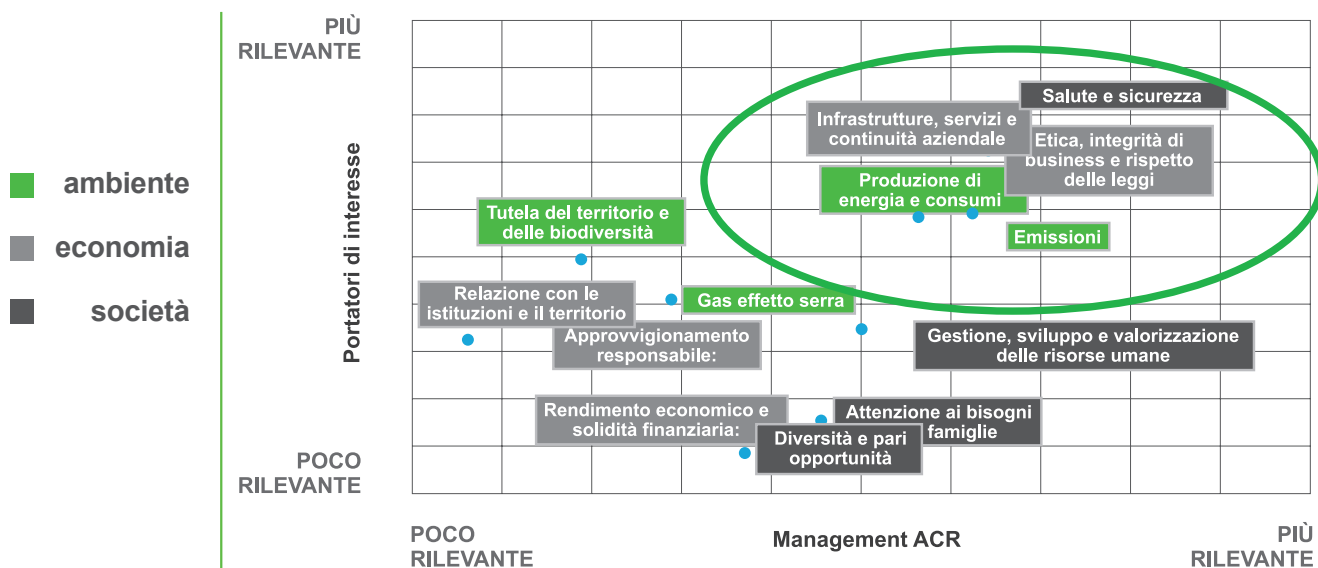 PIÙ
RILEVANTE
ambiente
economia
società
Portatori di interesse
Salute e sicurezza
Infrastrutture, servizi e
continuità aziendale
Etica, integrità di
business e rispetto
delle leggi
Produzione di
energia e consumi
Emissioni
Tutela del territorio e
delle biodiversità
Relazione con le
istituzioni e il territorio
Gas effetto serra
Approvvigionamento
responsabile:
Gestione, sviluppo e valorizzazione
delle risorse umane
Rendimento economico e
solidità finanziaria:
Attenzione ai bisogni
famiglie
Diversità e pari
opportunità
POCO
RILEVANTE
POCO
RILEVANTE
Management ACR
PIÙ
RILEVANTE